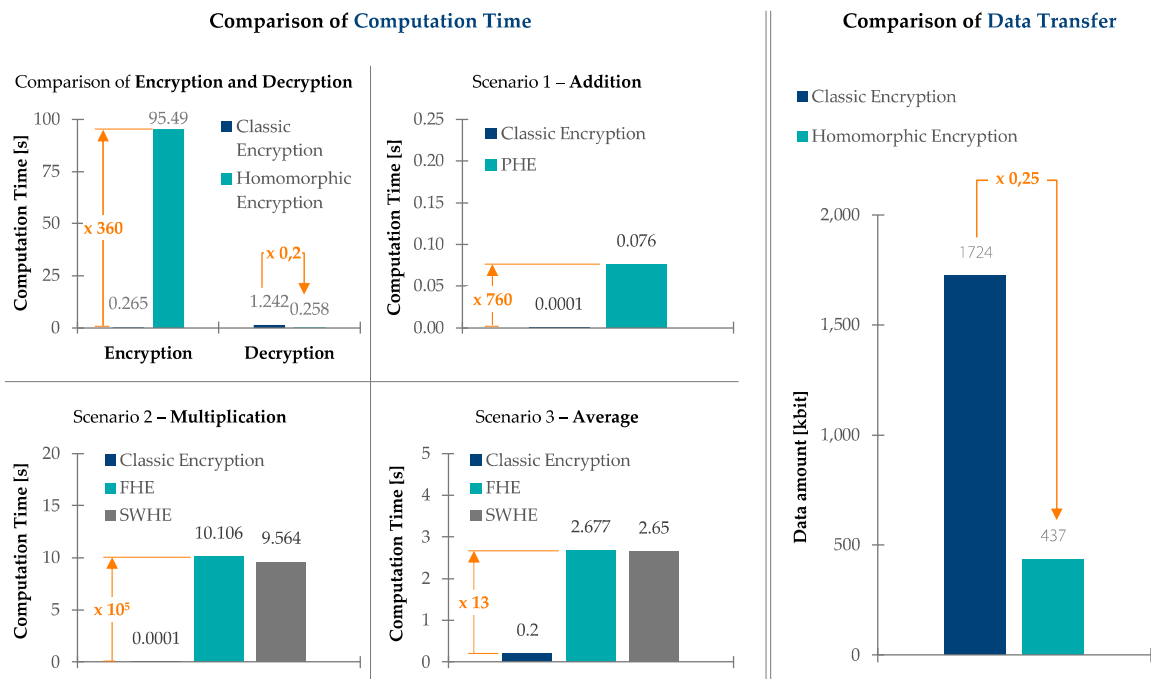 Comparison of Computation Time
Comparison of Encryption and Decryption
Computation Time [s]
100
75
50
25
0
95.49
x 360
0.265
Classic
Encryption
Homomorphic
Encryption
x 0,2
1.242
0.258
Encryption
Decryption
Scenario 1 – Addition
Computation Time [s]
0.25
0.20
0.15
0.10
0.05
0.00
Classic Encryption
PHE
0.076
x 760
0.0001
Scenario 2 – Multiplication
Computation Time [s]
20
15
10
5
0
Classic Encryption
FHE
SWHE
10.106
9.564
x 10⁵
0.0001
Scenario 3 – Average
Computation Time [s]
5
4
3
2
1
0
Classic Encryption
FHE
SWHE
2.677
2.65
x 13
0.2
Comparison of Data Transfer
Classic Encryption
Homomorphic Encryption
x 0,25
Data amount [kbit]
2,000
1,500
1,000
500
0
1724
437